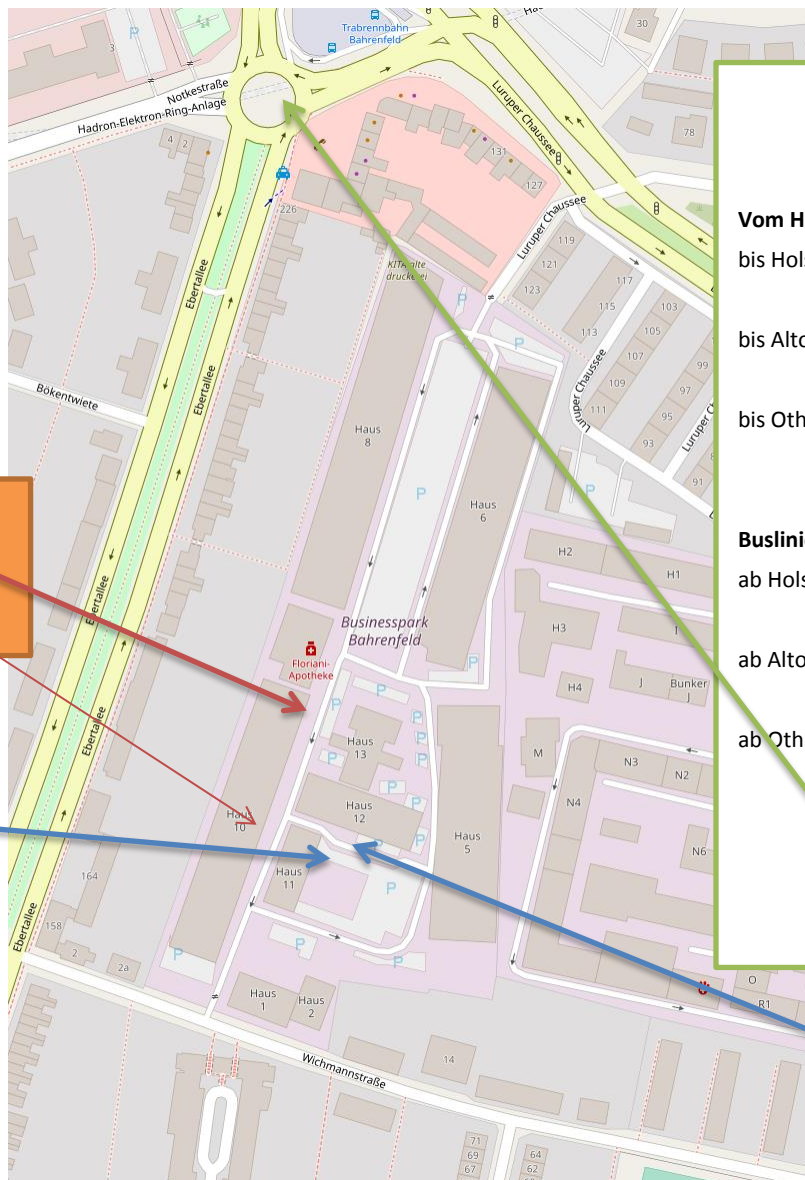 Trabrennbahn
Bahrenfeld
30
3
P
Notkestraße
Hadron-Elektron-Ring-Anlage
4
2
Luruper Chaussee
78
131
127
226
Luruper Chaussee
Luruper Chaussee
KITA alte
druckerei
119
121
123
117
115
113
103
105
107
109
111
99
97
95
93
91
Luruper Chaussee
Ebertallee
Ebertallee
P
P
P
P
Bökentwiete
Haus
8
Haus
6
H2
H1
H3
I
H4
J
Bunker
J
Businesspark
Bahrenfeld
Floriani-
Apotheke
Ebertallee
Ebertallee
P
P
P
P
P
P
P
P
P
Haus
13
Haus
12
Haus
10
Haus
11
Haus
5
M
N3
N2
N4
N6
164
158
Ebertallee
2
2a
P
P
P
P
Haus
1
Haus
2
O
R1
Wichmannstraße
14
71
69
67
64
62
Vom H
bis Hols
bis Alto
bis Oth
Buslini
ab Hols
ab Alto
ab Oth